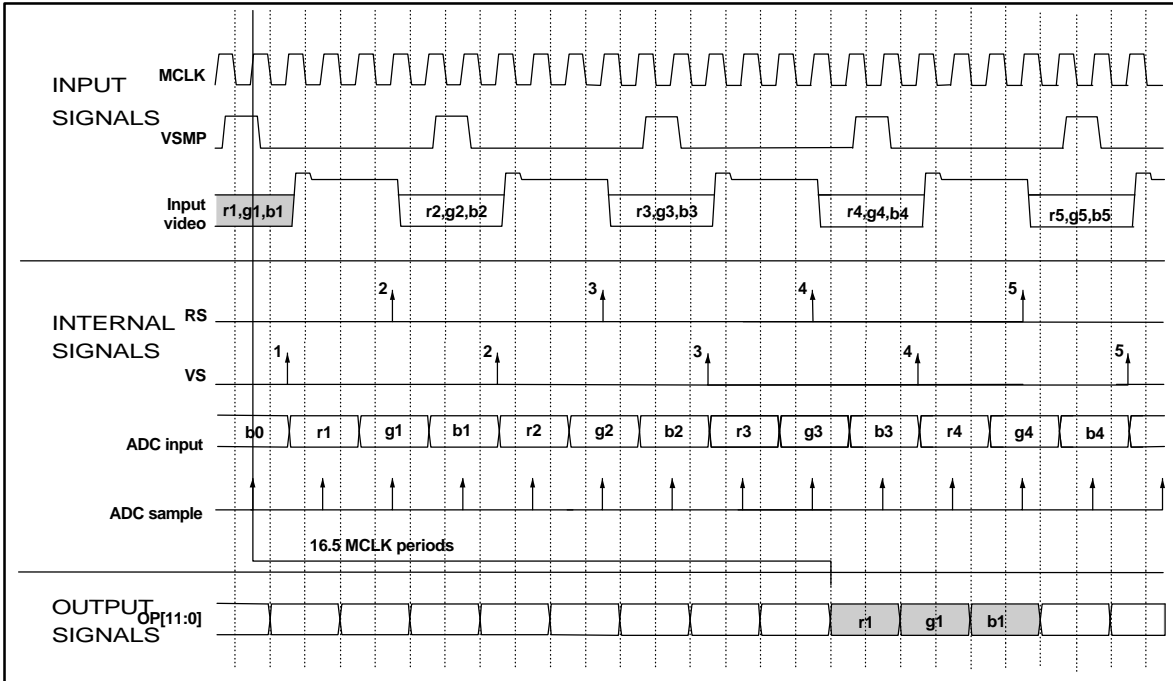 INPUT
SIGNALS
MCLK
VSMP
Input
video
r1,g1,b1
r2,g2,b2
r3,g3,b3
r4,g4,b4
r5,g5,b5
INTERNAL
SIGNALS
RS
2
3
4
5
VS
1
2
3
4
5
ADC input
b0
r1
g1
b1
r2
g2
b2
r3
g3
b3
r4
g4
b4
ADC sample
16.5 MCLK periods
OUTPUT
SIGNALS
OP[11:0]
r1
g1
b1